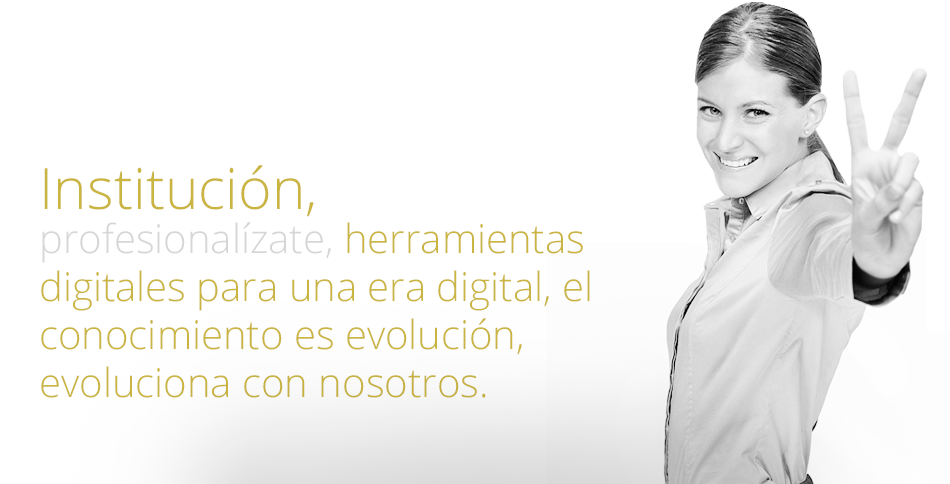 Institución,
profesionalízate, herramientas
digitales para una era digital, el
conocimiento es evolución,
evoluciona con nosotros.